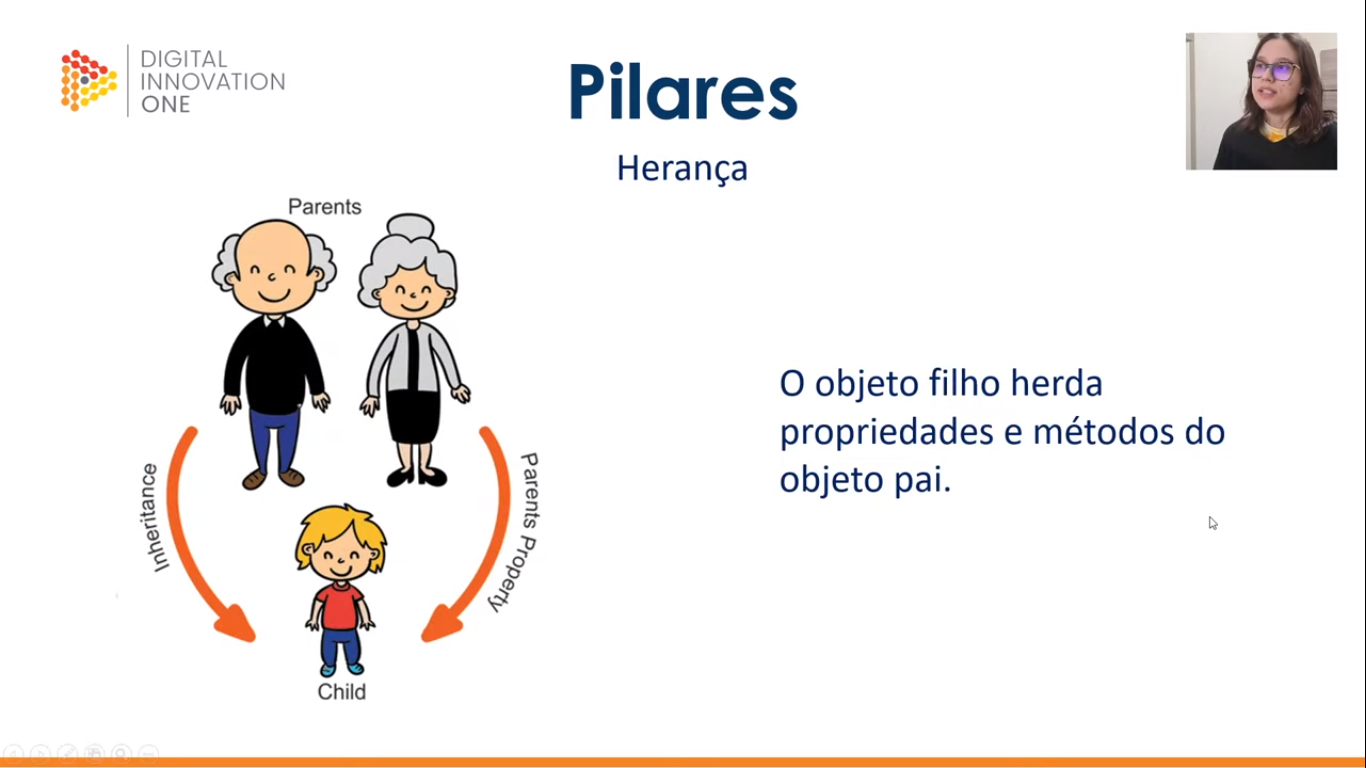 DIGITAL
INNOVATION
ONE
Pilares
Herança
Parents
Inheritance
Parents Property
Child
O objeto filho herda
propriedades e métodos do
objeto pai.